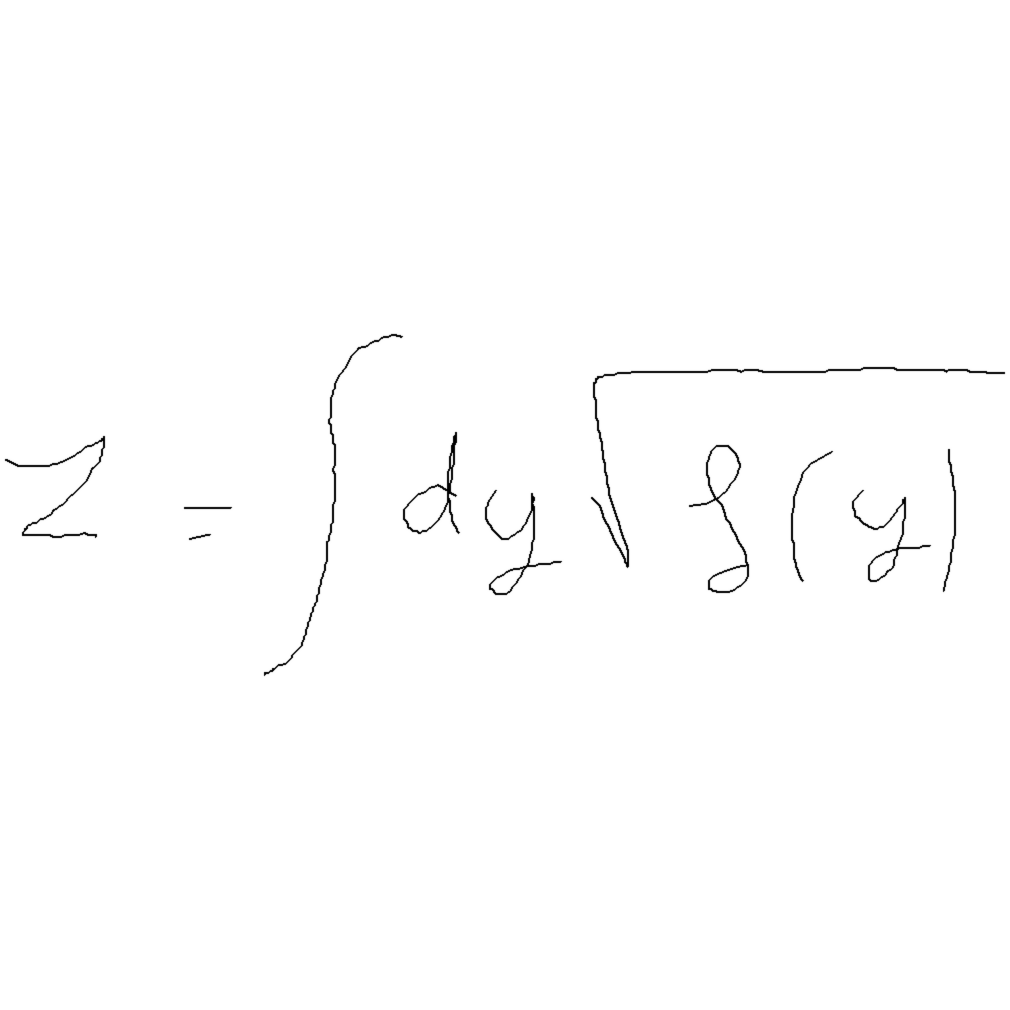 Z = ∫ dy √f(y)